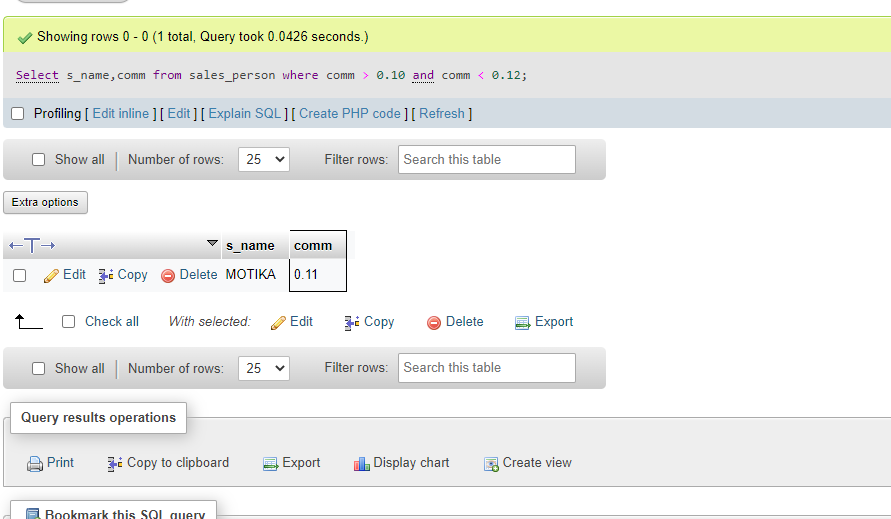 Showing rows 0 - 0 (1 total, Query took 0.0426 seconds.)
Select s_name,comm from sales_person where comm > 0.10 and comm < 0.12;
Profiling [ Edit inline ] [ Edit ] [ Explain SQL ] [ Create PHP code ] [ Refresh ]
Show all Number of rows: 25 Filter rows: Search this table
Extra options
←T→ s_name comm
Edit Copy Delete MOTIKA 0.11
Check all With selected: Edit Copy Delete Export
Show all Number of rows: 25 Filter rows: Search this table
Query results operations
Print Copy to clipboard Export Display chart Create view
Bookmark this SQL query